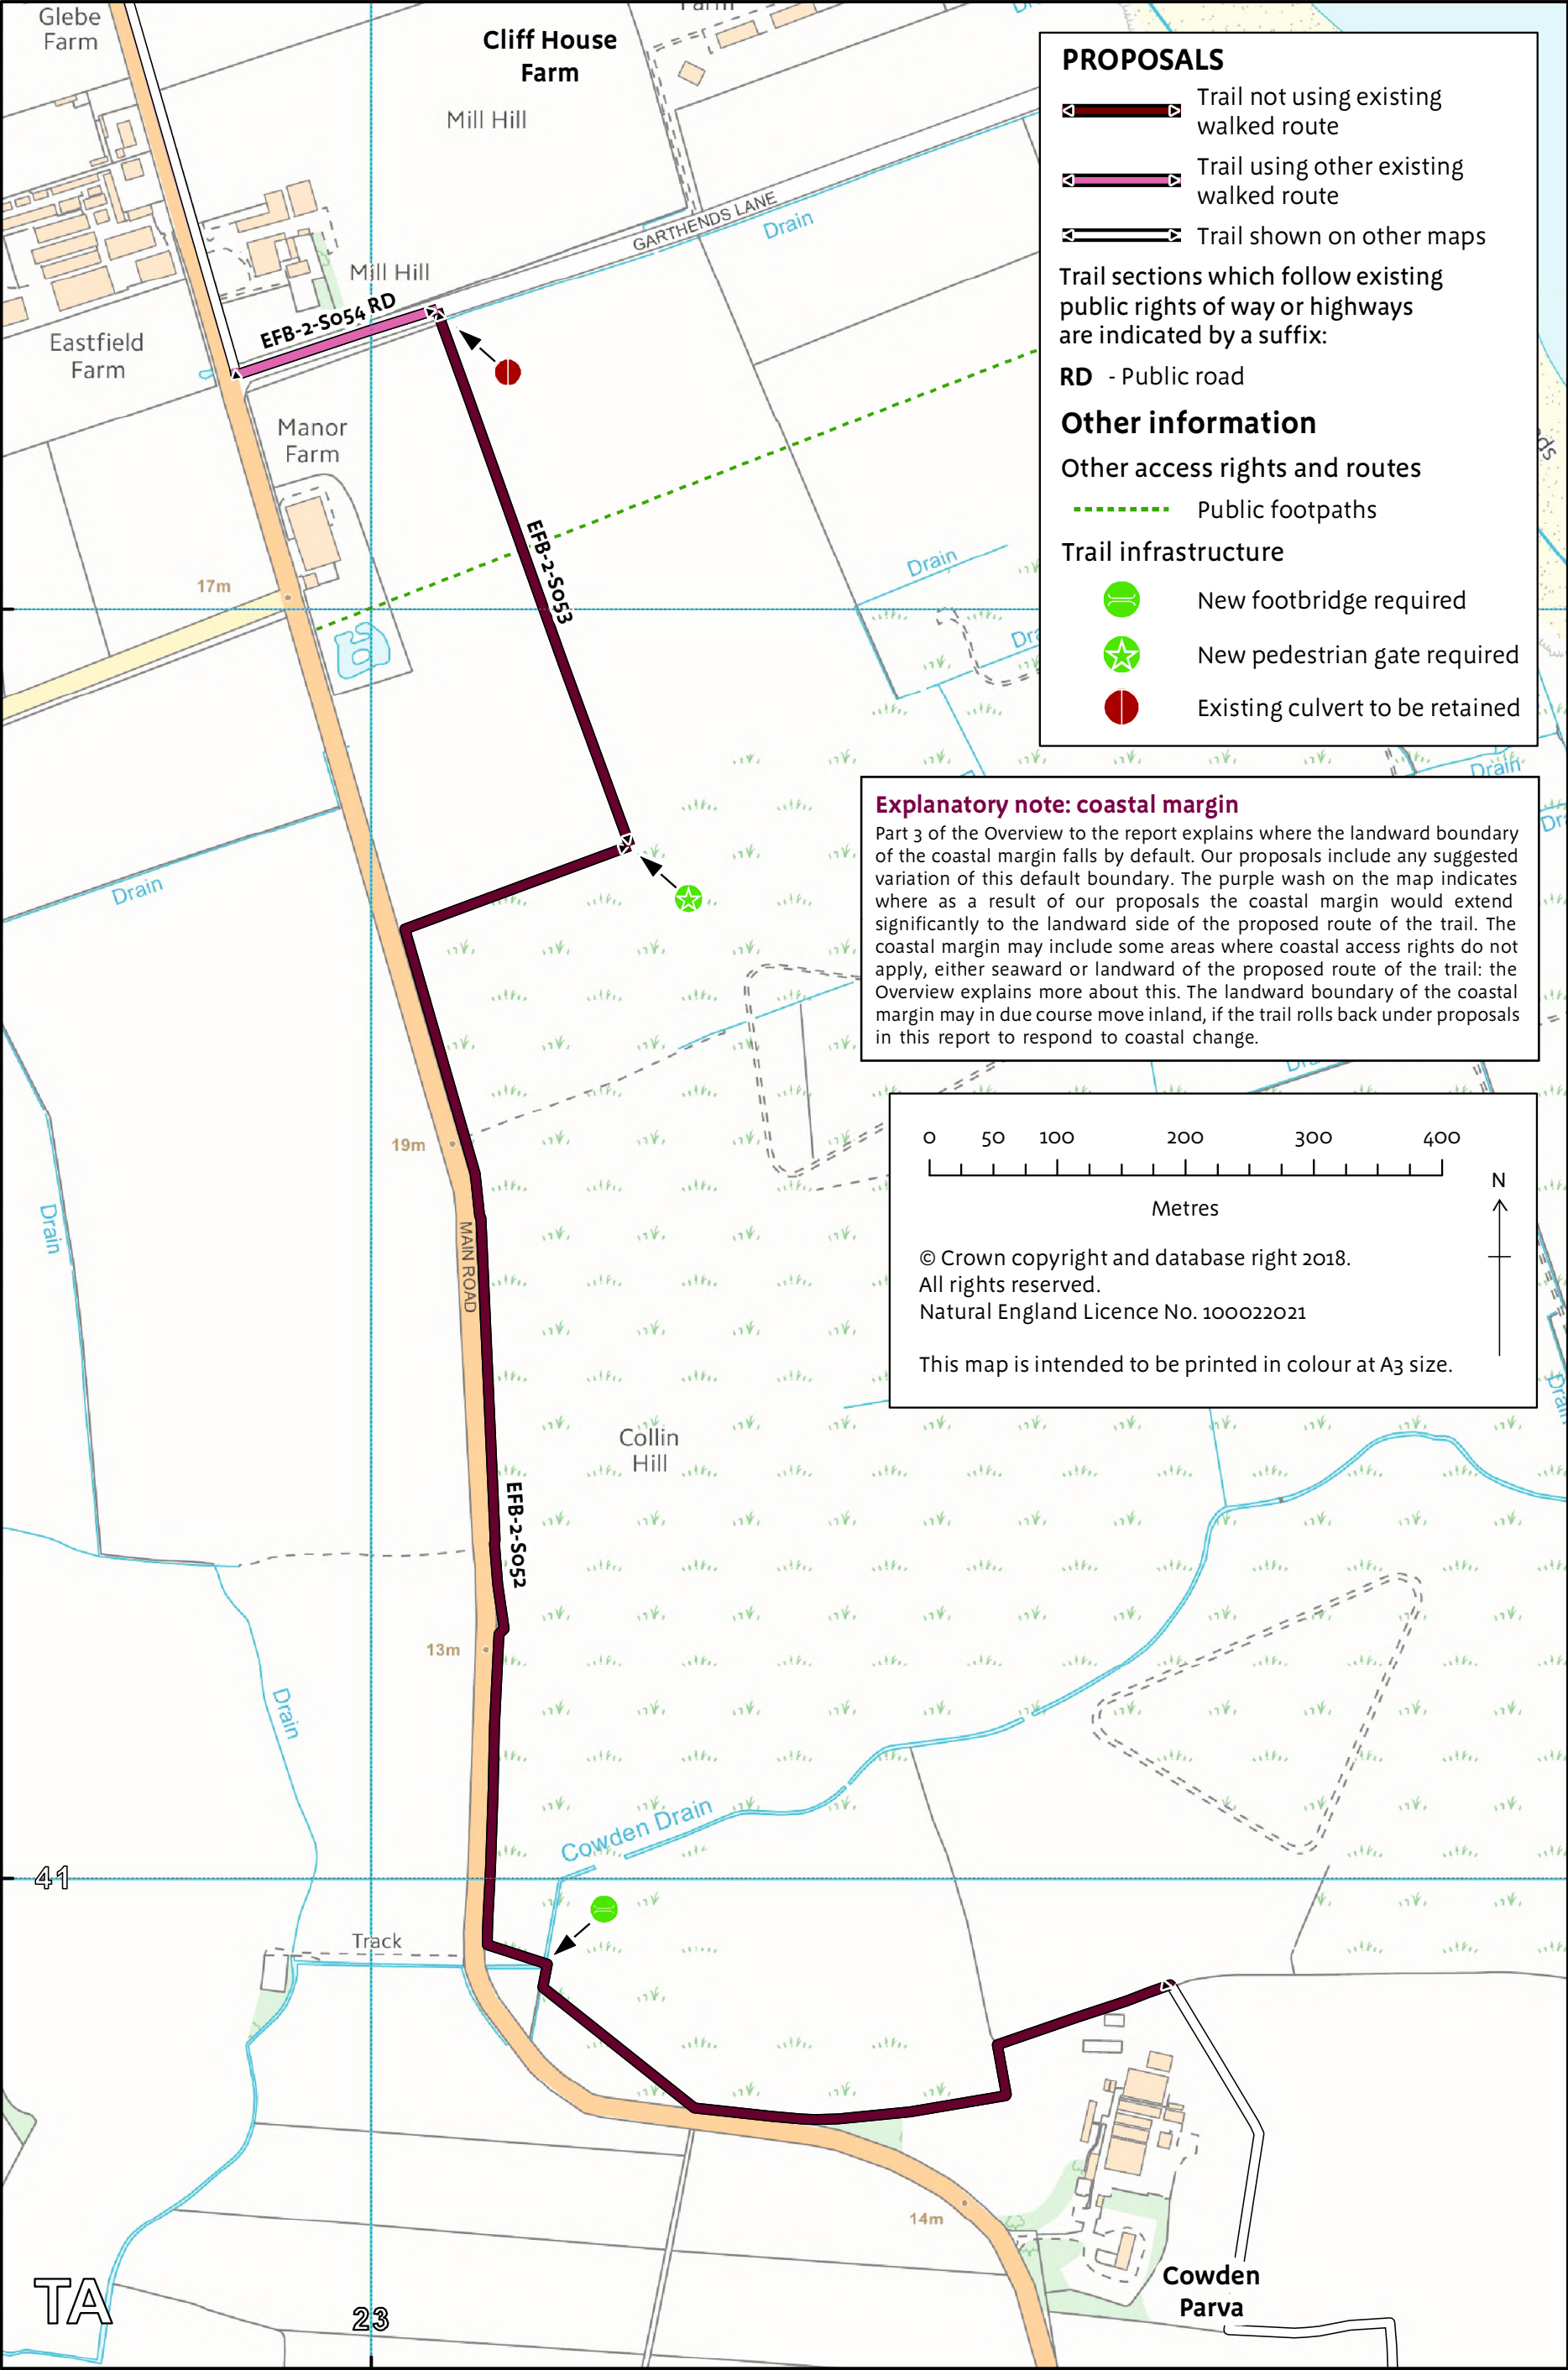 Glebe
Farm
Cliff House
Farm
Mill Hill
GARTHENDS LANE
Drain
Mill Hill
EFB-2-S054 RD
Eastfield
Farm
Manor
Farm
EFB-2-S053
17m
Drain
Drain
19m
Drain
MAIN ROAD
Collin
Hill
EFB-2-S052
13m
Drain
Cowden Drain
41
Track
14m
Cowden
Parva
TA
23
PROPOSALS
Trail not using existing
walked route
Trail using other existing
walked route
Trail shown on other maps
Trail sections which follow existing
public rights of way or highways
are indicated by a suffix:
RD - Public road
Other information
Other access rights and routes
Public footpaths
Trail infrastructure
New footbridge required
New pedestrian gate required
Existing culvert to be retained
Drain
Explanatory note: coastal margin
Part 3 of the Overview to the report explains where the landward boundary
of the coastal margin falls by default. Our proposals include any suggested
variation of this default boundary. The purple wash on the map indicates
where as a result of our proposals the coastal margin would extend
significantly to the landward side of the proposed route of the trail. The
coastal margin may include some areas where coastal access rights do not
apply, either seaward or landward of the proposed route of the trail: the
Overview explains more about this. The landward boundary of the coastal
margin may in due course move inland, if the trail rolls back under proposals
in this report to respond to coastal change.
0 50 100 200 300 400
Metres
N
© Crown copyright and database right 2018.
All rights reserved.
Natural England Licence No. 100022021
This map is intended to be printed in colour at A3 size.